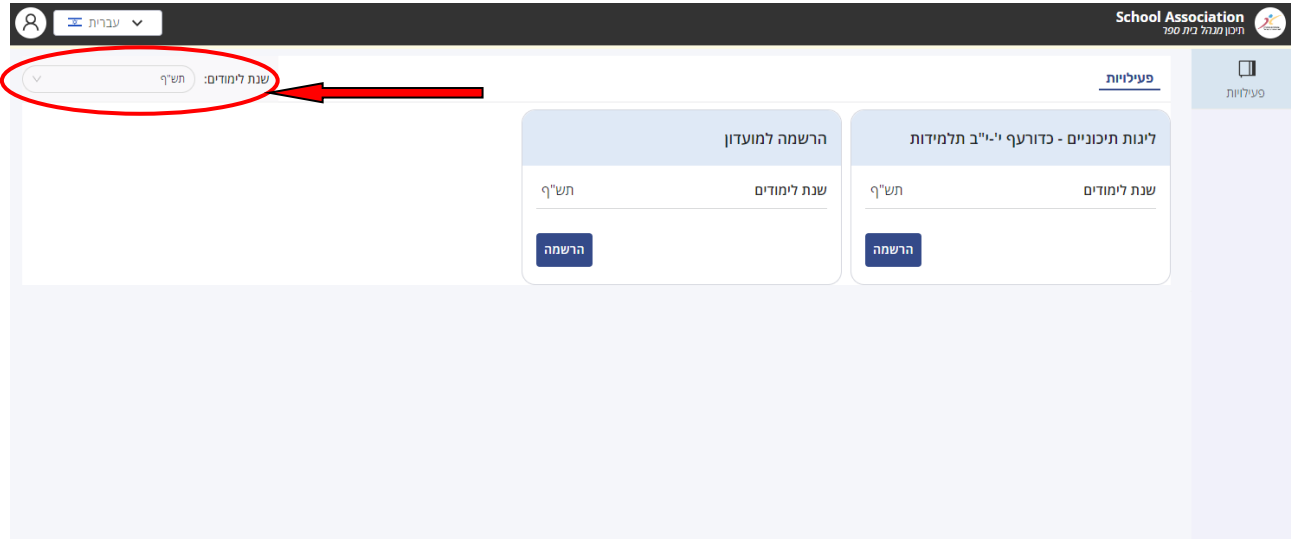 School Association
תיכון מנהל בית ספר
עברית
פעילויות
פעילויות
שנת לימודים:
תש"ף
ליגות תיכוניים - כדורעף י'-י"ב תלמידות
שנת לימודים
תש"ף
הרשמה
הרשמה למועדון
שנת לימודים
תש"ף
הרשמה